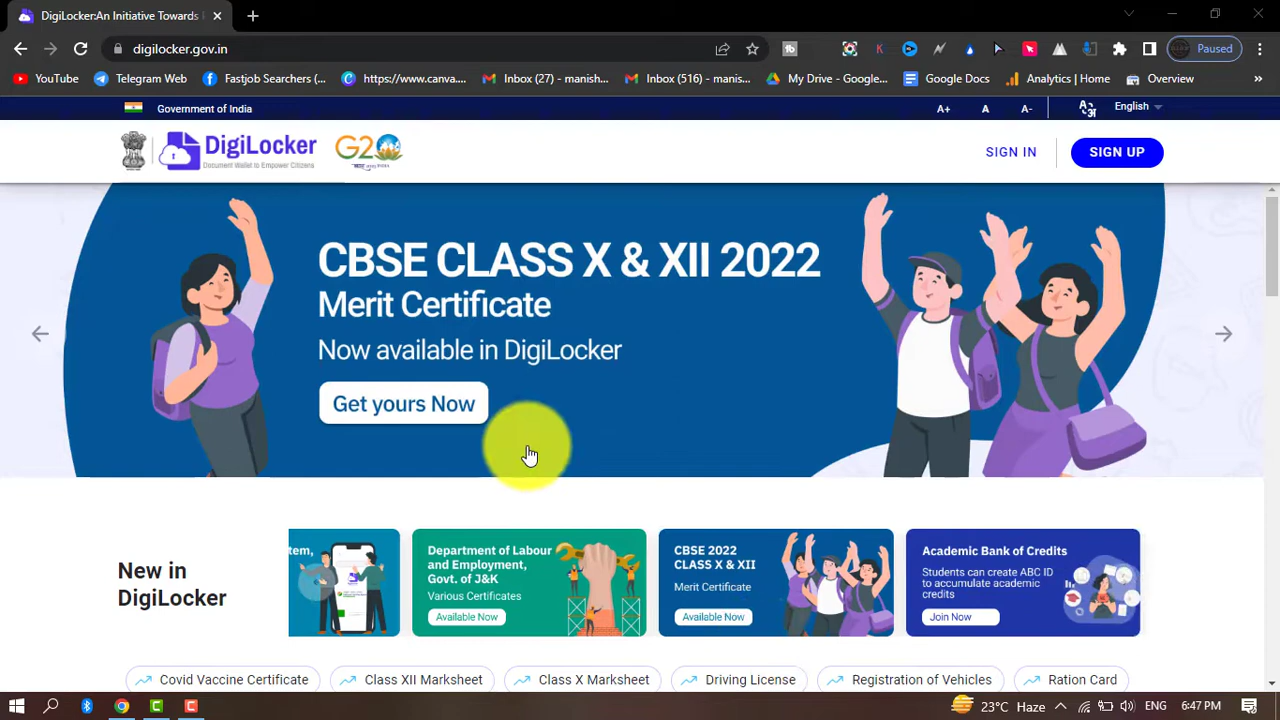 DigiLocker:An Initiative Towards
digilocker.gov.in
Paused
YouTube
Telegram Web
Fastjob Searchers (...
https://www.canva....
Inbox (27) - manish...
Inbox (516) - manis...
My Drive - Google...
Google Docs
Analytics | Home
Overview
»
Government of India
A+
A
A-
English
DigiLocker
Document Wallet to Empower Citizens
G20
SIGN IN
SIGN UP
CBSE CLASS X & XII 2022
Merit Certificate
Now available in DigiLocker
Get yours Now
New in
DigiLocker
tem,
Department of Labour
and Employment,
Govt. of J&K
Various Certificates
Available Now
CBSE 2022
CLASS X & XII
Merit Certificate
Available Now
Academic Bank of Credits
Students can create ABC ID
to accumulate academic
credits
Join Now
Covid Vaccine Certificate
Class XII Marksheet
Class X Marksheet
Driving License
Registration of Vehicles
Ration Card
23°C Haze
ENG
6:47 PM